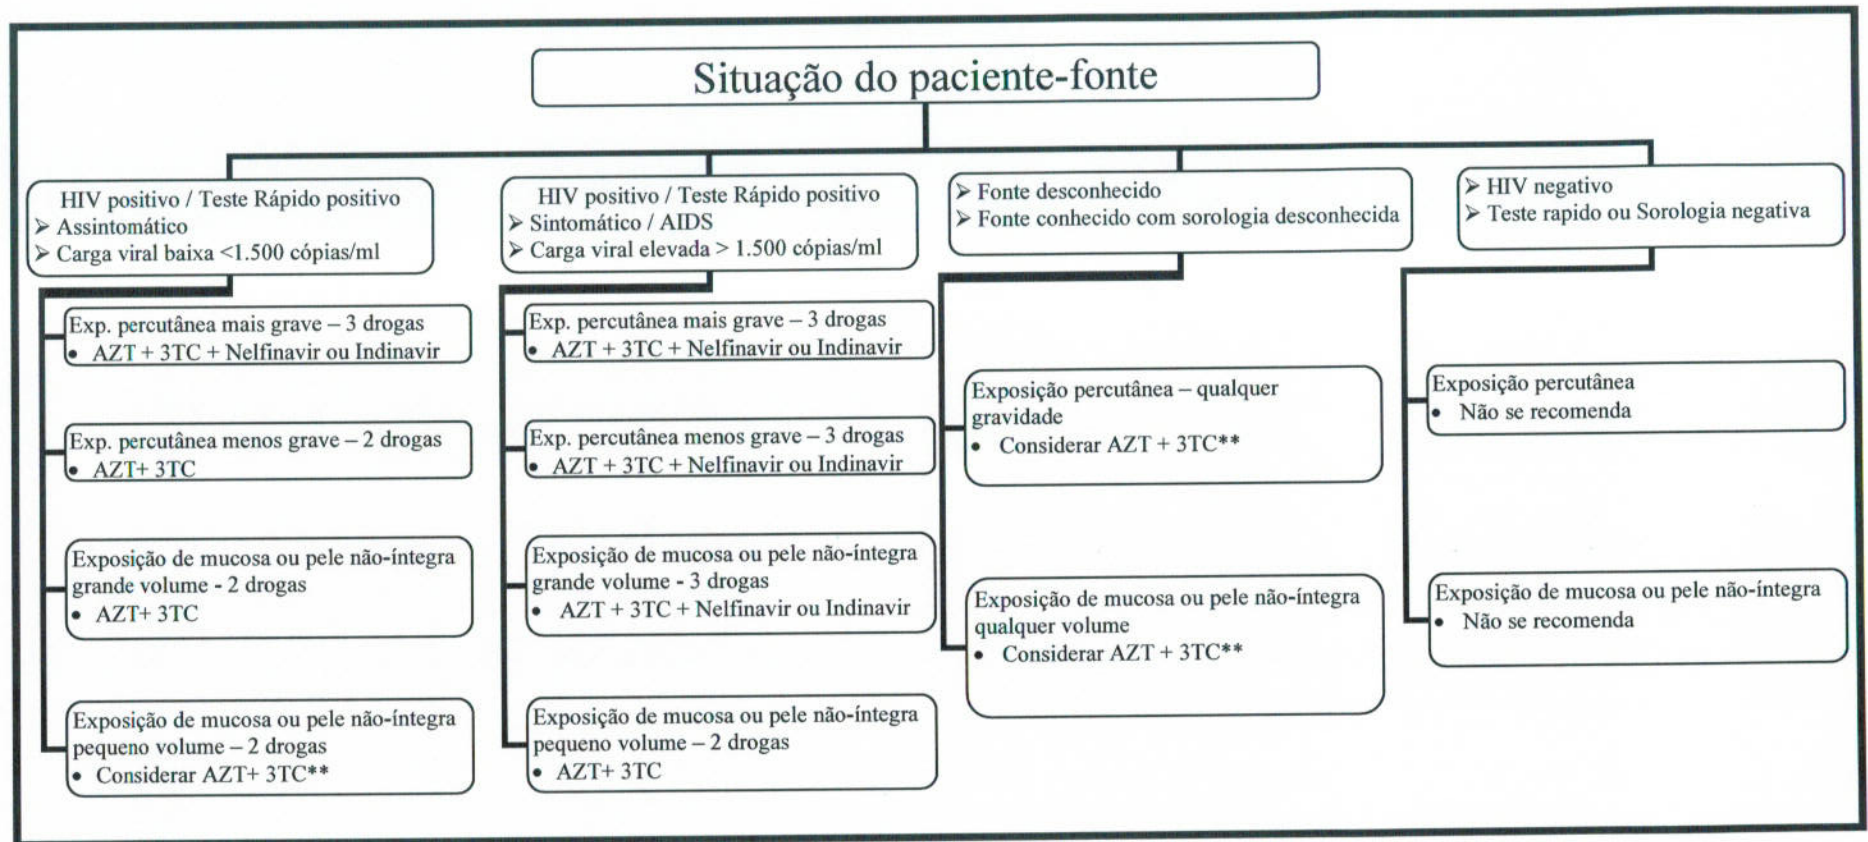 Situação do paciente-fonte
HIV positivo / Teste Rápido positivo
➢ Assintomático
➢ Carga viral baixa <1.500 cópias/ml
Exp. percutânea mais grave – 3 drogas
• AZT + 3TC + Nelfinavir ou Indinavir
Exp. percutânea menos grave – 2 drogas
• AZT+ 3TC
Exposição de mucosa ou pele não-íntegra
grande volume - 2 drogas
• AZT+ 3TC
Exposição de mucosa ou pele não-íntegra
pequeno volume – 2 drogas
• Considerar AZT+ 3TC**
HIV positivo / Teste Rápido positivo
➢ Sintomático / AIDS
➢ Carga viral elevada > 1.500 cópias/ml
Exp. percutânea mais grave – 3 drogas
• AZT + 3TC + Nelfinavir ou Indinavir
Exp. percutânea menos grave – 3 drogas
• AZT + 3TC + Nelfinavir ou Indinavir
Exposição de mucosa ou pele não-íntegra
grande volume - 3 drogas
• AZT + 3TC + Nelfinavir ou Indinavir
Exposição de mucosa ou pele não-íntegra
pequeno volume – 2 drogas
• AZT+ 3TC
➢ Fonte desconhecido
➢ Fonte conhecido com sorologia desconhecida
Exposição percutânea – qualquer
gravidade
• Considerar AZT + 3TC**
Exposição de mucosa ou pele não-íntegra
qualquer volume
• Considerar AZT + 3TC**
➢ HIV negativo
➢ Teste rapido ou Sorologia negativa
Exposição percutânea
• Não se recomenda
Exposição de mucosa ou pele não-íntegra
• Não se recomenda